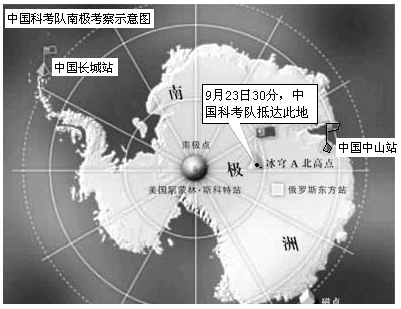 中国科考队南极考察示意图
中国长城站
9月23日30分，中
国科考队抵达此地
南
中国中山站
南极点
极
冰穹A北高点
美国阿蒙林·斯科特站
俄罗斯东方站
洲
磁点